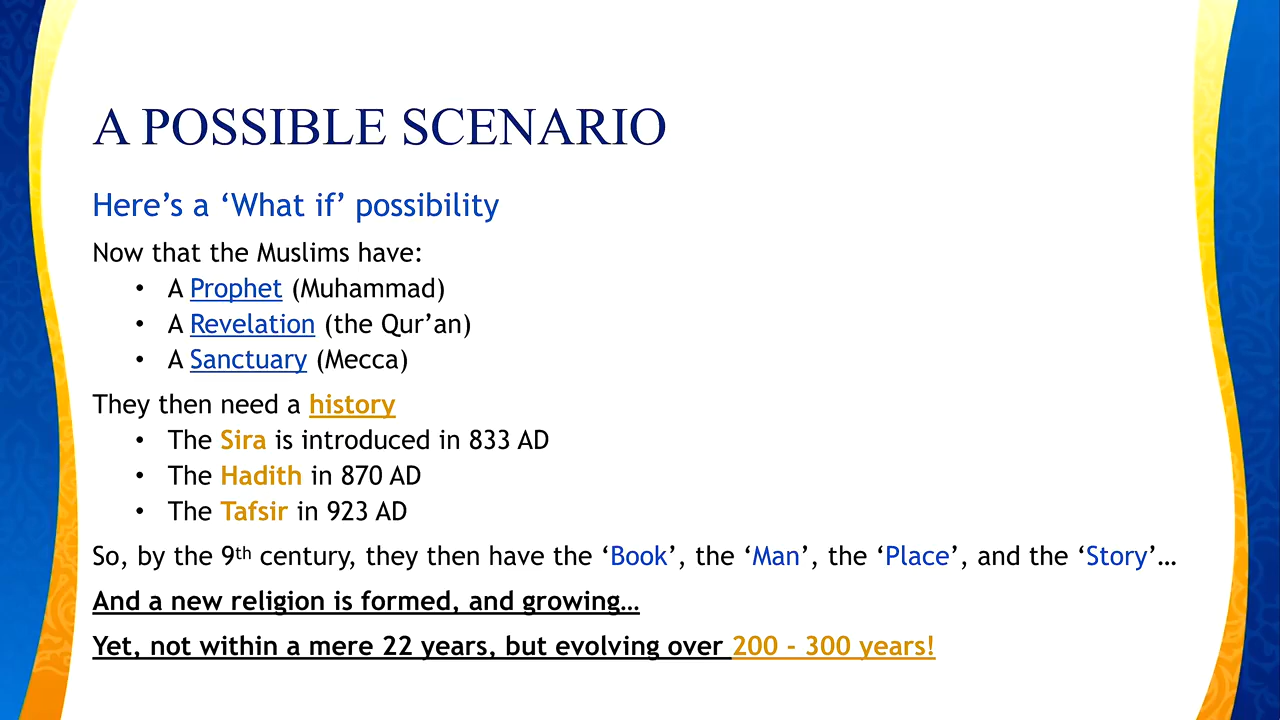 A POSSIBLE SCENARIO
Here’s a ‘What if’ possibility
Now that the Muslims have:
• A Prophet (Muhammad)
• A Revelation (the Qur’an)
• A Sanctuary (Mecca)
They then need a history
• The Sira is introduced in 833 AD
• The Hadith in 870 AD
• The Tafsir in 923 AD
So, by the 9th century, they then have the ‘Book’, the ‘Man’, the ‘Place’, and the ‘Story’…
And a new religion is formed, and growing…
Yet, not within a mere 22 years, but evolving over 200 - 300 years!